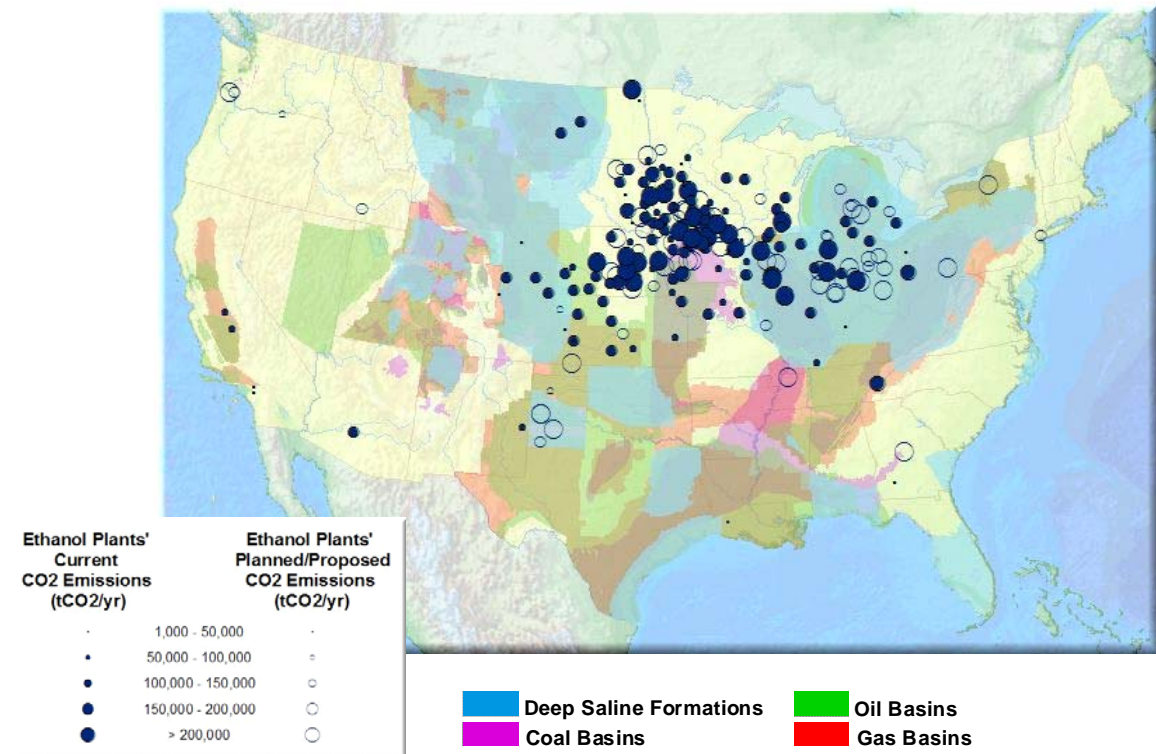 Ethanol Plants'
Current
CO2 Emissions
(tCO2/yr)
Ethanol Plants'
Planned/Proposed
CO2 Emissions
(tCO2/yr)
1,000 - 50,000
50,000 - 100,000
100,000 - 150,000
150,000 - 200,000
> 200,000
Deep Saline Formations
Coal Basins
Oil Basins
Gas Basins